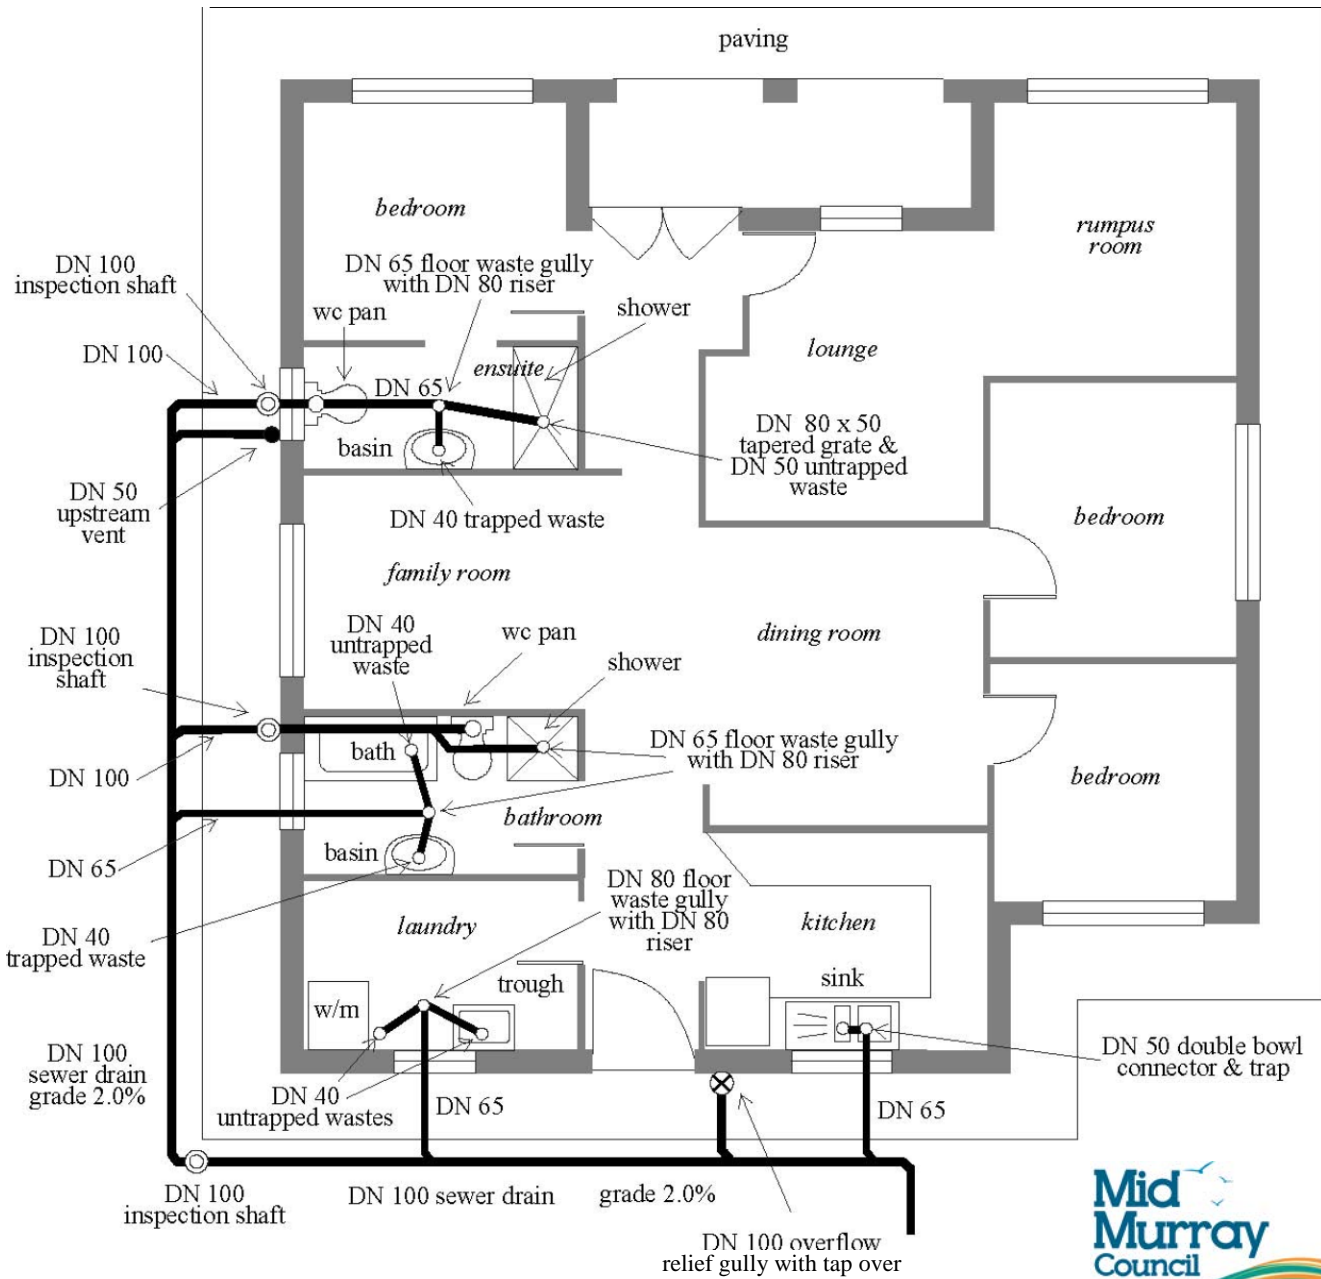 paving
bedroom
rumpus
room
DN 100
inspection shaft
DN 65 floor waste gully
with DN 80 riser
wc pan
shower
DN 100
lounge
ensuite
DN 65
basin
DN 80 x 50
tapered grate &
DN 50 untrapped
waste
DN 50
upstream
vent
DN 40 trapped waste
bedroom
family room
DN 100
inspection
shaft
DN 40
untrapped
waste
wc pan
shower
dining room
bath
DN 65 floor waste gully
with DN 80 riser
DN 100
bedroom
bathroom
basin
DN 65
DN 80 floor
waste gully
with DN 80
riser
laundry
kitchen
DN 40
trapped waste
trough
sink
w/m
DN 100
sewer drain
grade 2.0%
DN 50 double bowl
connector & trap
DN 40
untrapped wastes
DN 65
DN 65
DN 100
inspection shaft
DN 100 sewer drain
grade 2.0%
DN 100 overflow
relief gully with tap over
Mid
Murray
Council